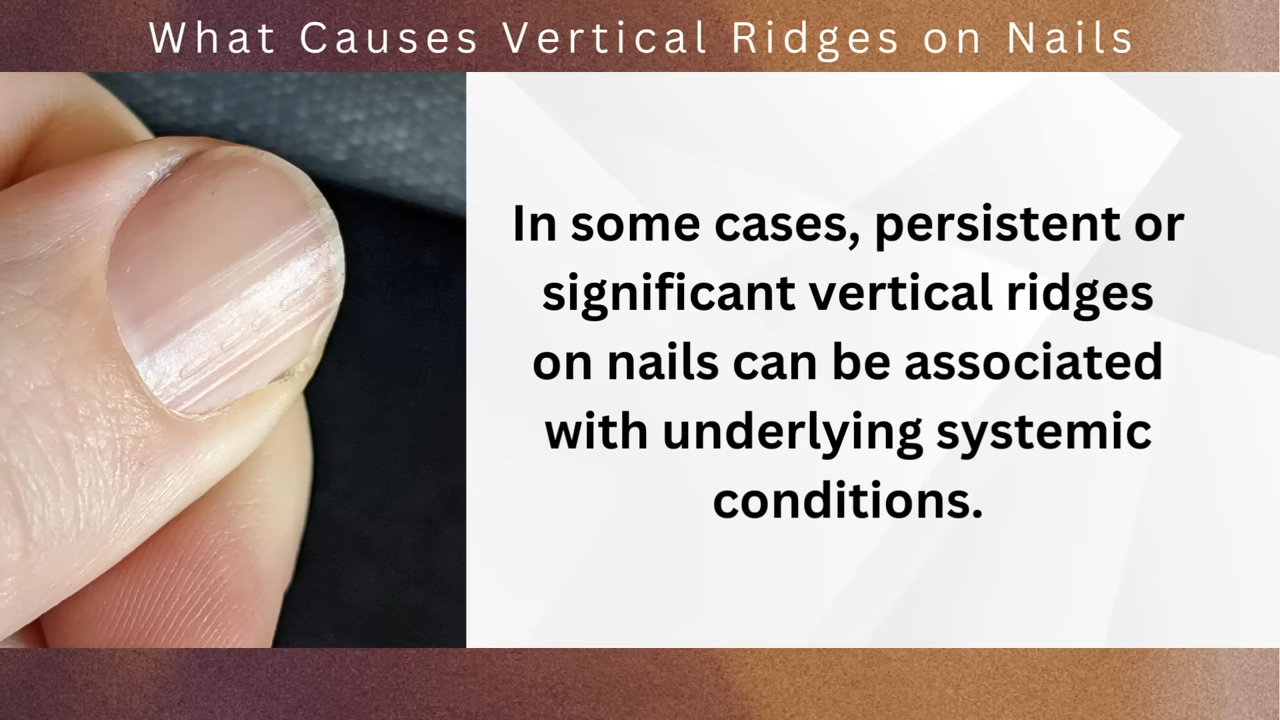 What Causes Vertical Ridges on Nails
In some cases, persistent or
significant vertical ridges
on nails can be associated
with underlying systemic
conditions.